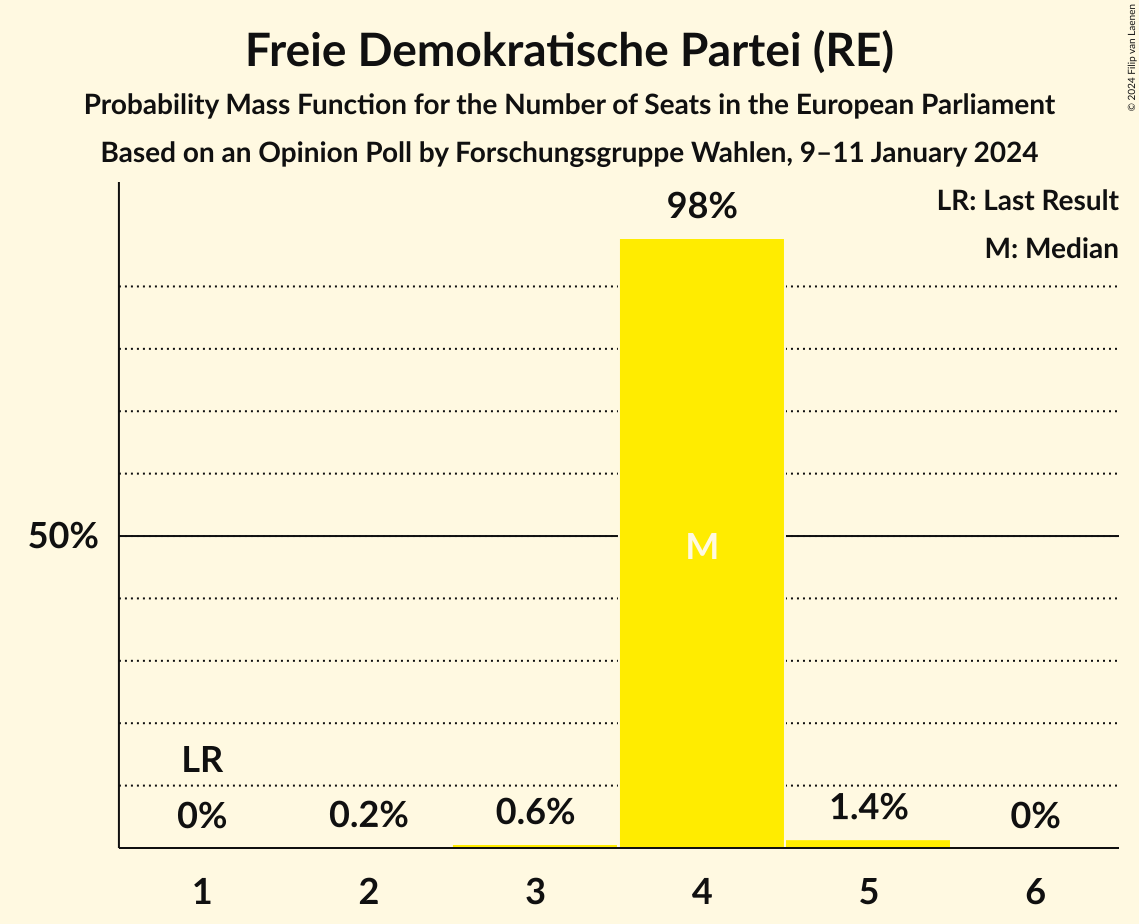 Freie Demokratische Partei (RE)
Probability Mass Function for the Number of Seats in the European Parliament
Based on an Opinion Poll by Forschungsgruppe Wahlen, 9–11 January 2024
© 2024 Filip van Laenen
LR: Last Result
M: Median
98%
50%
M
LR
0%
0.2%
0.6%
1.4%
0%
1
2
3
4
5
6